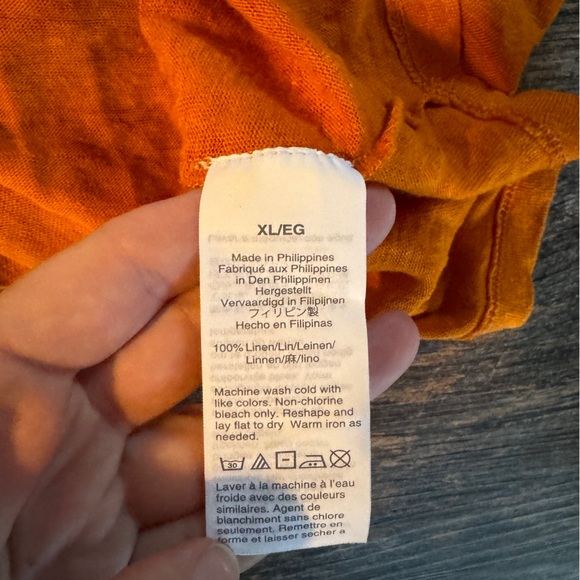 XL/EG
Made in Philippines
Fabriqué aux Philippines
in Den Philippinen
Hergestellt
Vervaardigd in Filipijnen
フィリピン製
Hecho en Filipinas
100% Linen/Lin/Leinen/
Linnen/麻/lino
Machine wash cold with
like colors. Non-chlorine
bleach only. Reshape and
lay flat to dry Warm iron as
needed.
30
Laver à la machine à l'eau
froide avec des couleurs
similaires. Agent de
blanchiment sans chlore
seulement. Remettre en
forme et laisser sécher a